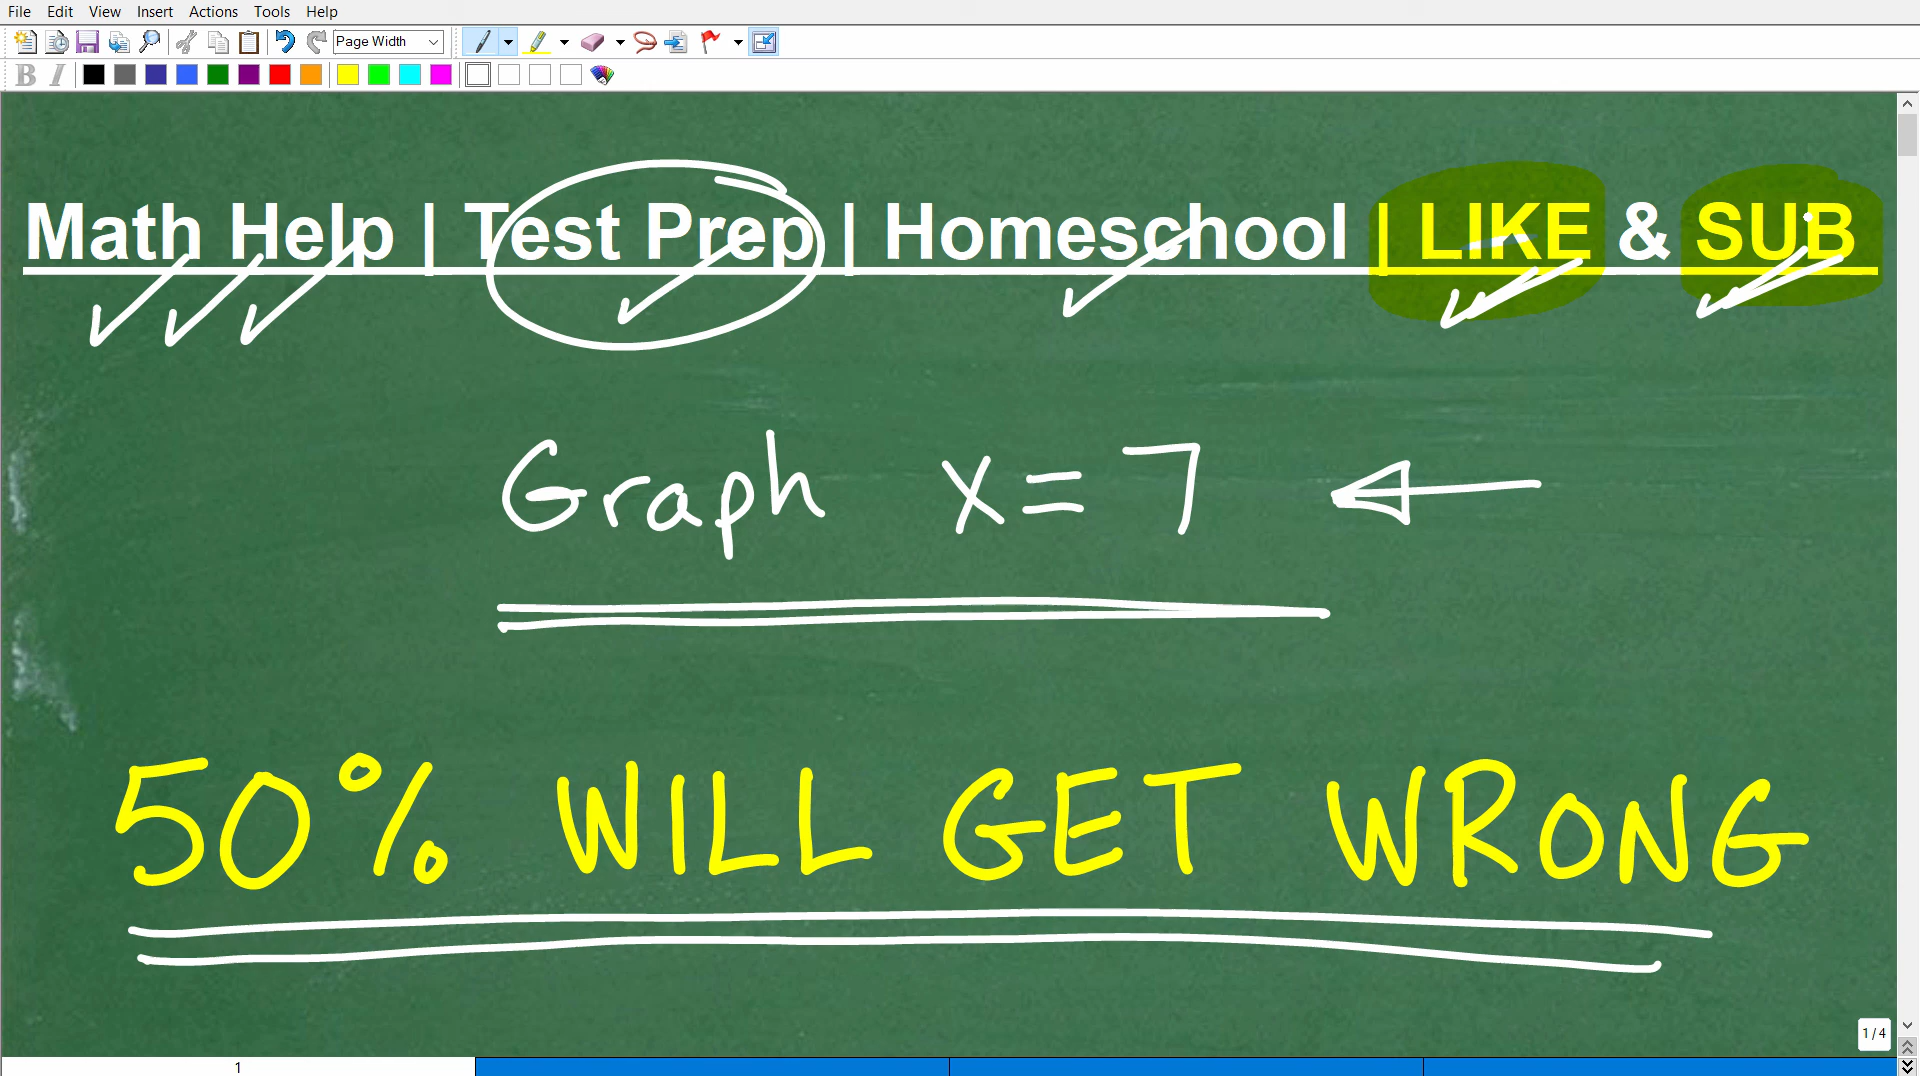 File Edit View Insert Actions Tools Help
Page Width
B I
Math Help | Test Prep | Homeschool | LIKE & SUB
Graph x = 7
50% WILL GET WRONG
1 / 4
1